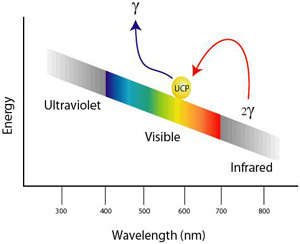 γ
UCP
Ultraviolet
2γ
Visible
Infrared
Energy
300 400 500 600 700 800
Wavelength (nm)